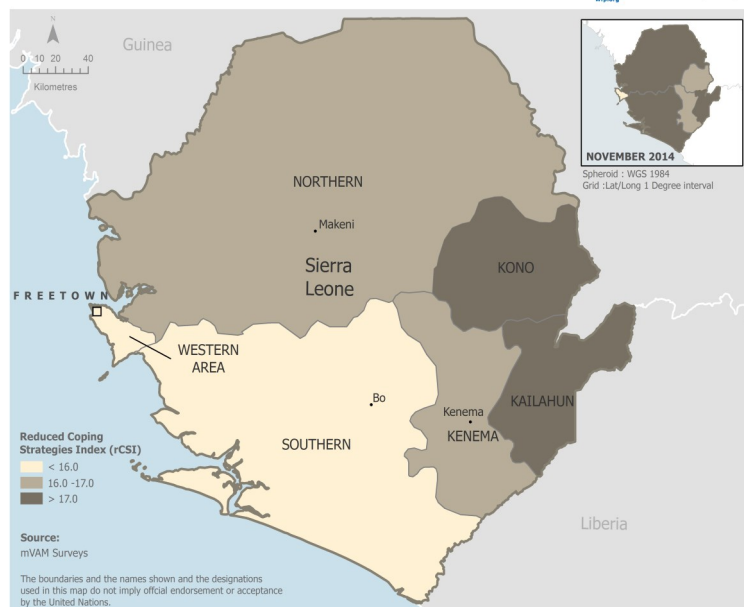 wfp.org
Guinea
N
0 10 20 40
Kilometres
NOVEMBER 2014
Spheroid : WGS 1984
Grid :Lat/Long 1 Degree interval
NORTHERN
Makeni
Sierra
Leone
KONO
FREETOWN
WESTERN
AREA
Bo
Kenema
KENEMA
KAILAHUN
SOUTHERN
Reduced Coping
Strategies Index (rCSI)
< 16.0
16.0 -17.0
> 17.0
Liberia
Source:
mVAM Surveys
The boundaries and the names shown and the designations
used in this map do not imply offcial endorsement or acceptance
by the United Nations.